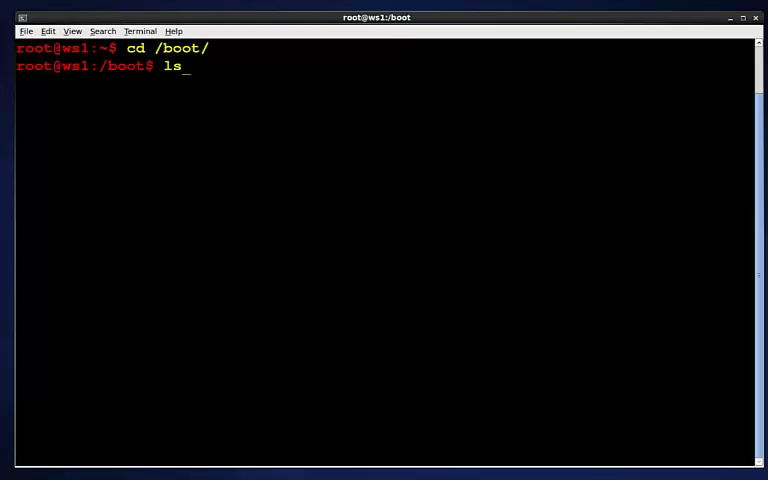 root@ws1:/boot
File Edit View Search Terminal Help
root@ws1:~$ cd /boot/
root@ws1:/boot$ ls_